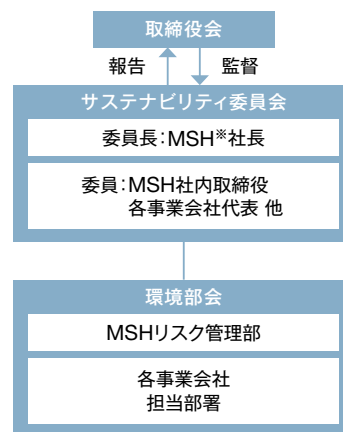 取締役会
報告 監督
サステナビリティ委員会
委員長：MSH※社長
委員：MSH社内取締役
各事業会社代表 他
環境部会
MSHリスク管理部
各事業会社
担当部署